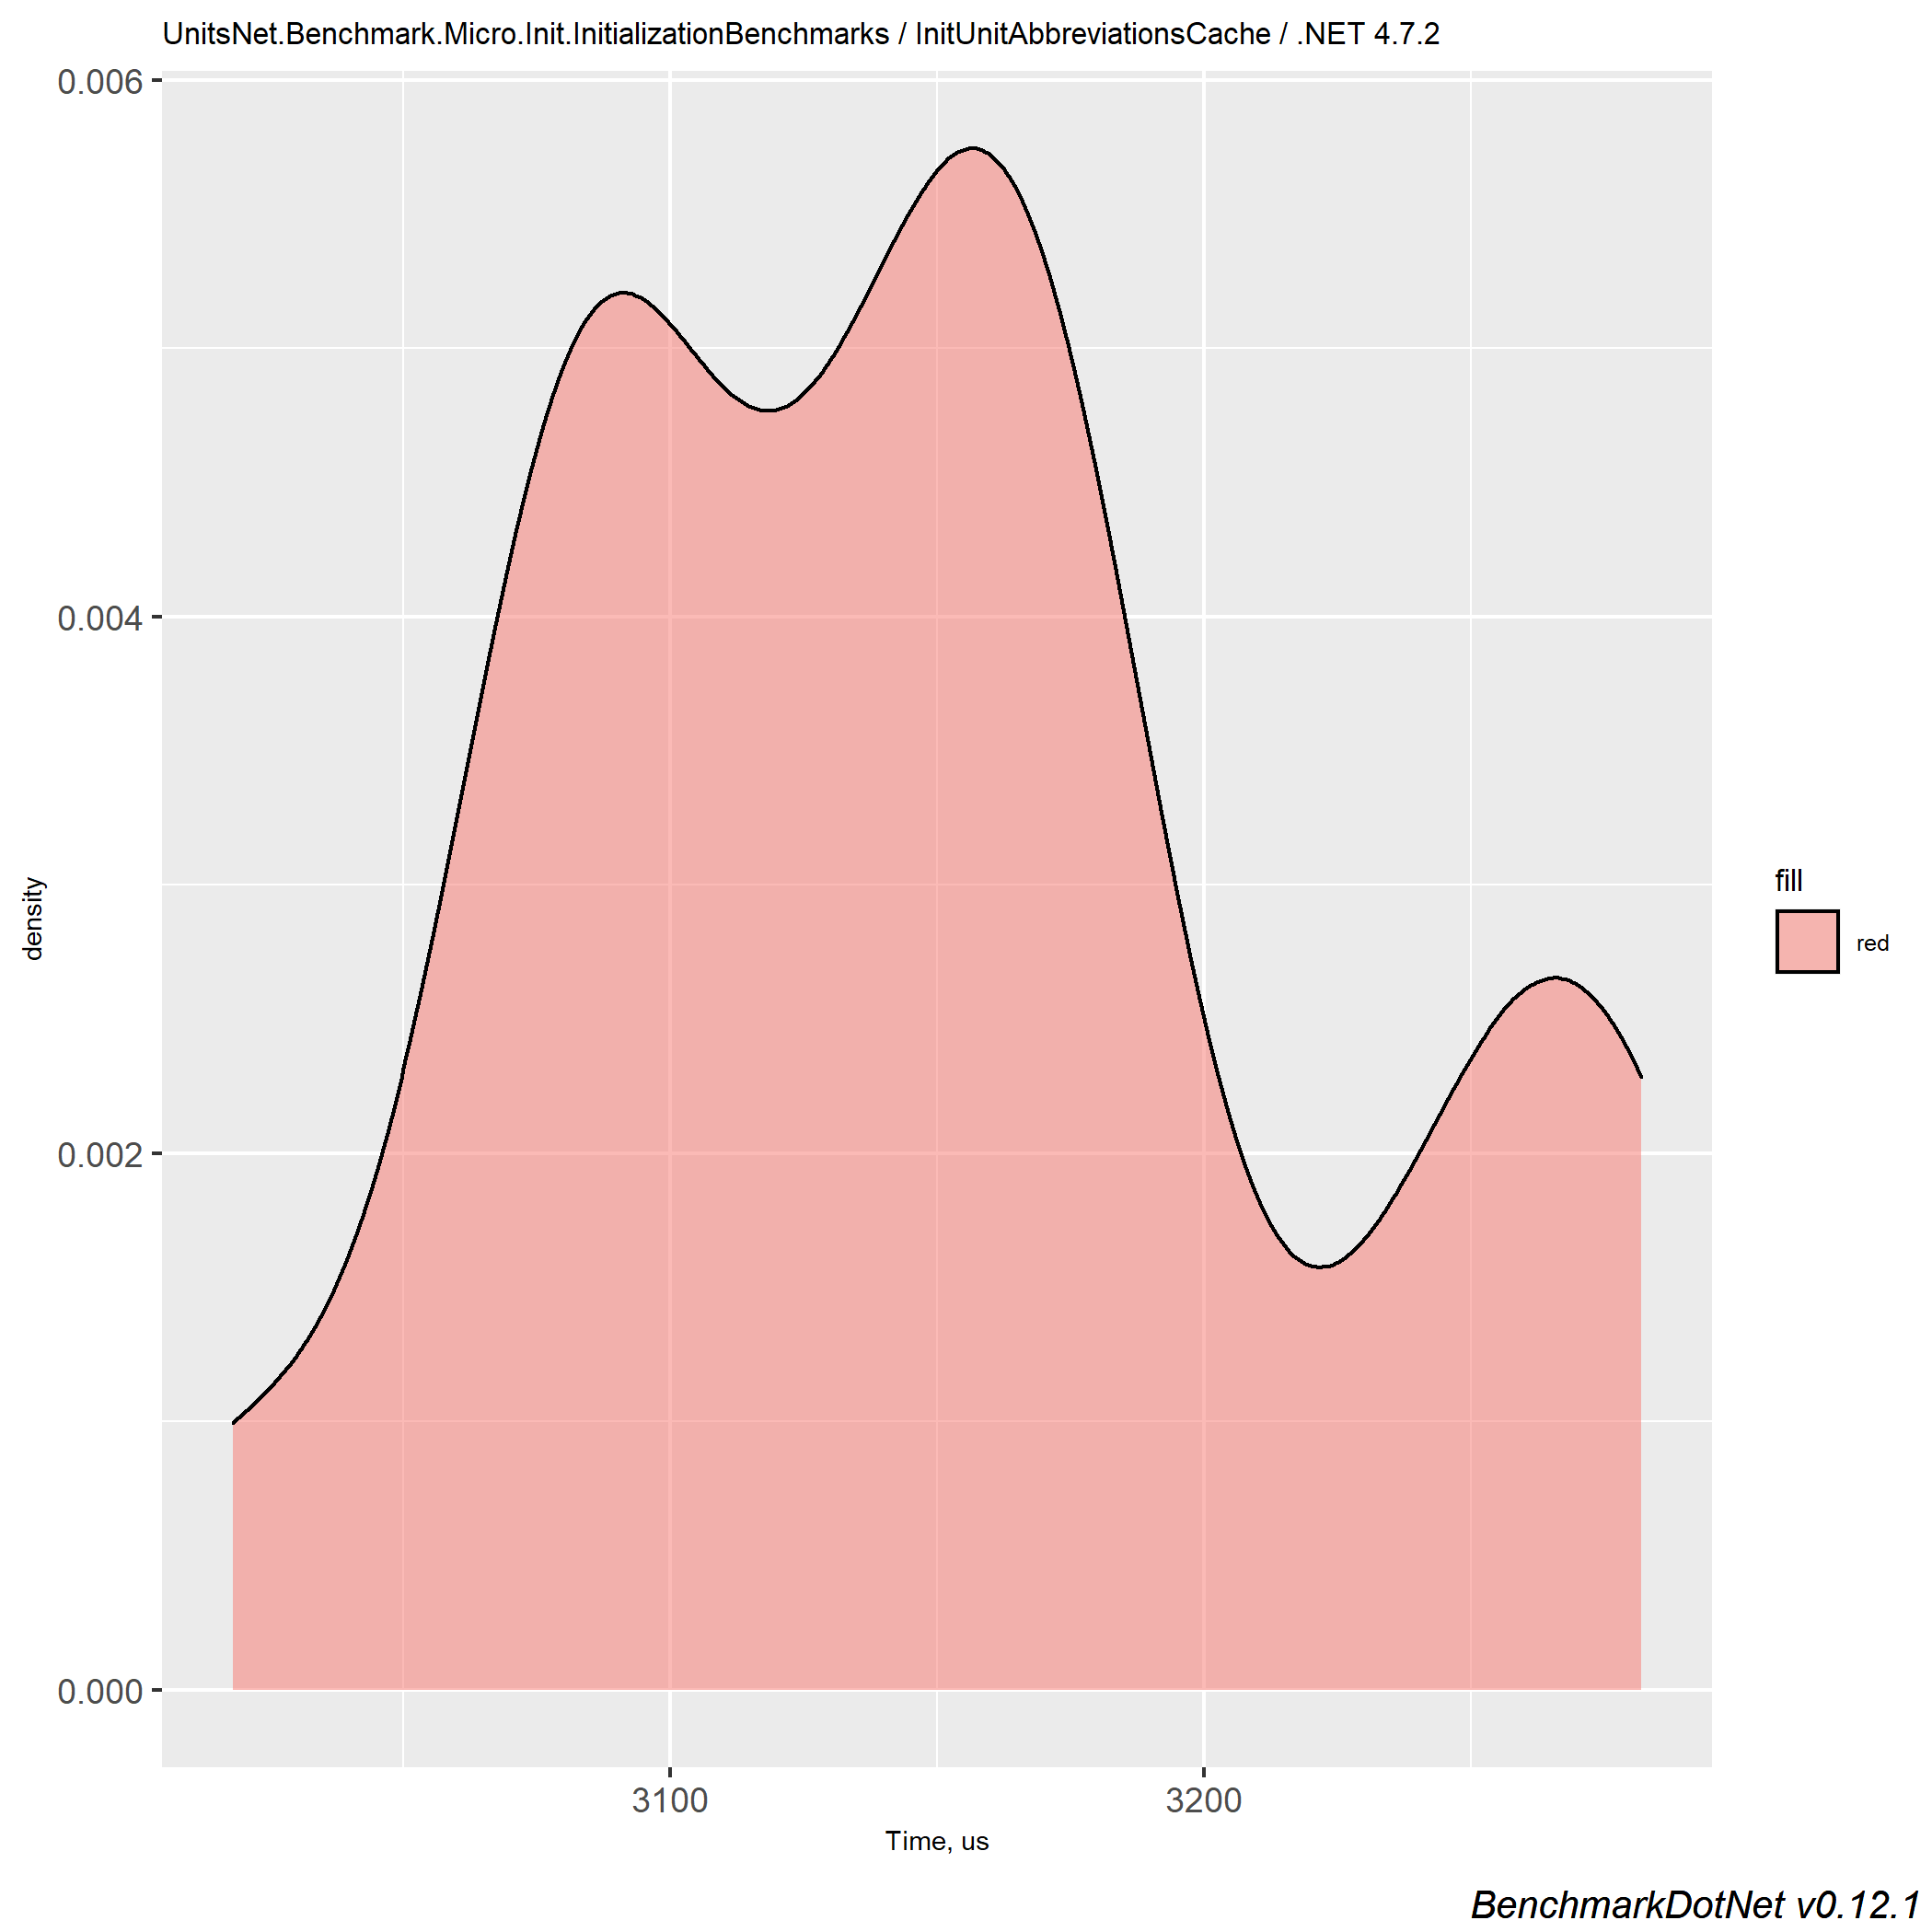 UnitsNet.Benchmark.Micro.Init.InitializationBenchmarks / InitUnitAbbreviationsCache / .NET 4.7.2
0.006
0.004
0.002
0.000
density
3100 3200
Time, us
fill
red
BenchmarkDotNet v0.12.1